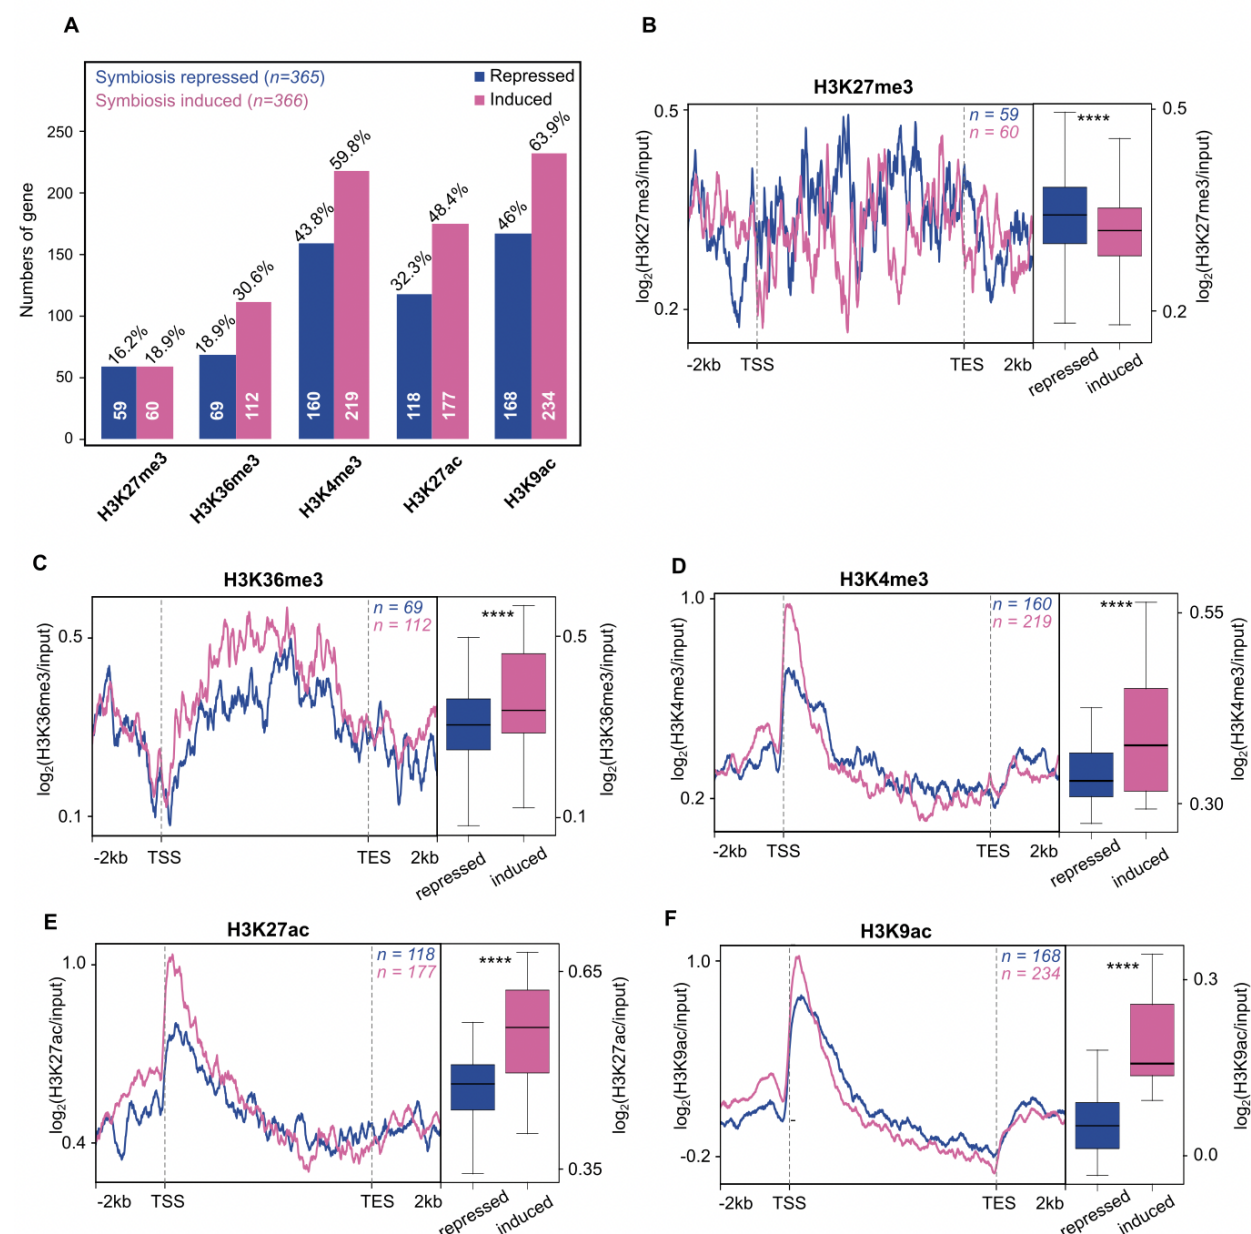 A
Symbiosis repressed (n=365)
Symbiosis induced (n=366)
Repressed
Induced
Numbers of gene
250
200
150
100
50
0
16.2%
18.9%
18.9%
30.6%
43.8%
59.8%
32.3%
48.4%
46%
63.9%
59
60
69
112
160
219
118
177
168
234
H3K27me3
H3K36me3
H3K4me3
H3K27ac
H3K9ac
B
H3K27me3
log2(H3K27me3/input)
0.5
0.2
n = 59
n = 60
****
0.5
0.2
log2(H3K27me3/input)
-2kb
TSS
TES
2kb
repressed
induced
C
H3K36me3
log2(H3K36me3/input)
0.5
0.1
n = 69
n = 112
****
0.5
0.1
log2(H3K36me3/input)
-2kb
TSS
TES
2kb
repressed
induced
D
H3K4me3
log2(H3K4me3/input)
1.0
0.2
n = 160
n = 219
****
0.55
0.30
log2(H3K4me3/input)
-2kb
TSS
TES
2kb
repressed
induced
E
H3K27ac
log2(H3K27ac/input)
1.0
0.4
n = 118
n = 177
****
0.65
0.35
log2(H3K27ac/input)
-2kb
TSS
TES
2kb
repressed
induced
F
H3K9ac
log2(H3K9ac/input)
1.0
-0.2
n = 168
n = 234
****
0.3
0.0
log2(H3K9ac/input)
-2kb
TSS
TES
2kb
repressed
induced